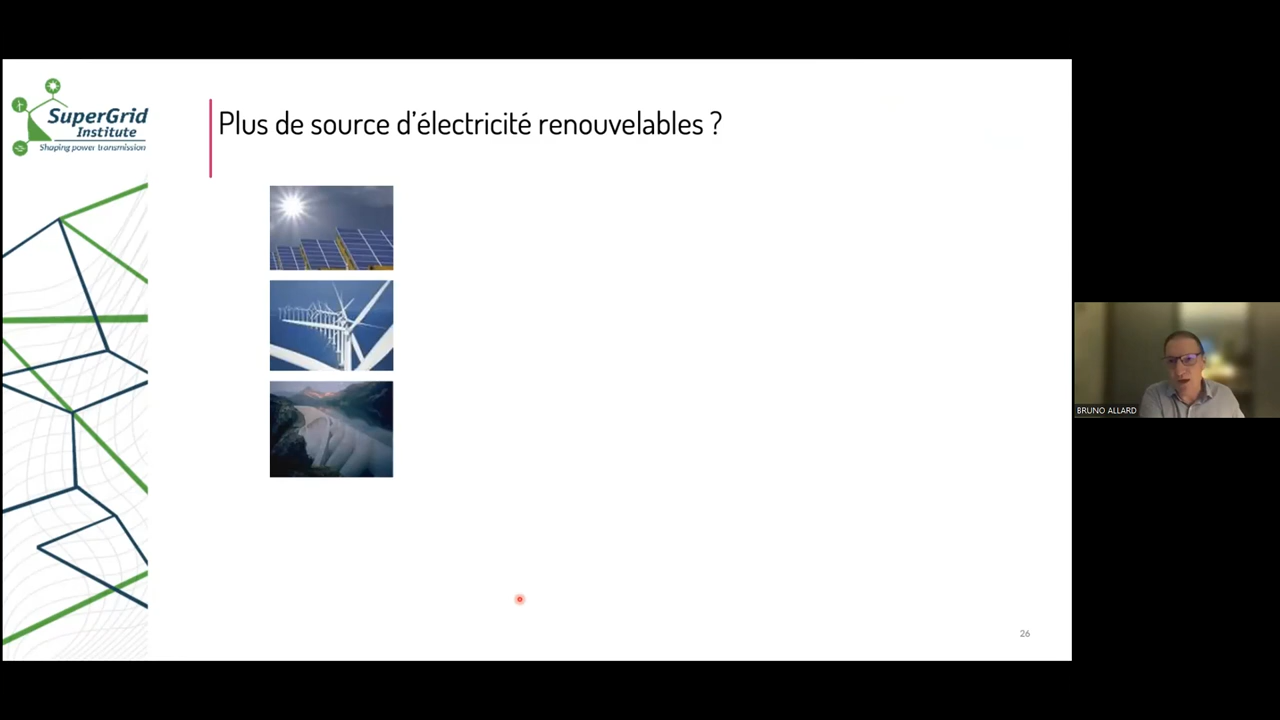 SuperGrid
Institute
Shaping power transmission
Plus de source d'électricité renouvelables ?
BRUNO ALLARD
26